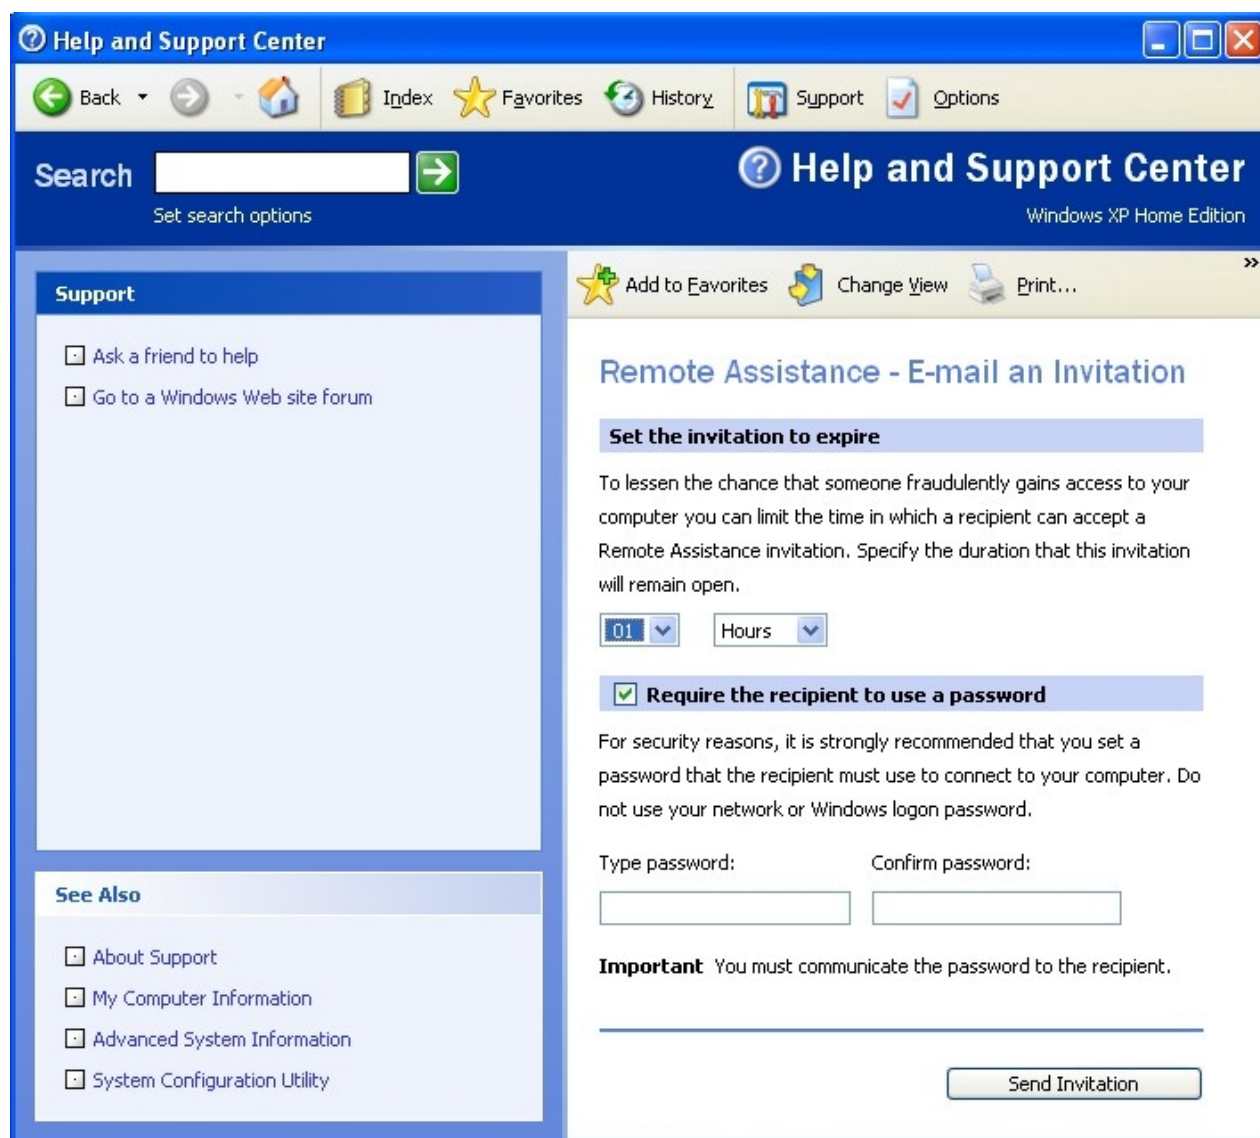 Help and Support Center
Back
Index
Favorites
History
Support
Options
Search
Set search options
Help and Support Center
Windows XP Home Edition
Support
Ask a friend to help
Go to a Windows Web site forum
See Also
About Support
My Computer Information
Advanced System Information
System Configuration Utility
Add to Favorites
Change View
Print...
»
Remote Assistance - E-mail an Invitation
Set the invitation to expire
To lessen the chance that someone fraudulently gains access to your
computer you can limit the time in which a recipient can accept a
Remote Assistance invitation. Specify the duration that this invitation
will remain open.
01 Hours
Require the recipient to use a password
For security reasons, it is strongly recommended that you set a
password that the recipient must use to connect to your computer. Do
not use your network or Windows logon password.
Type password: Confirm password:
Important You must communicate the password to the recipient.
Send Invitation